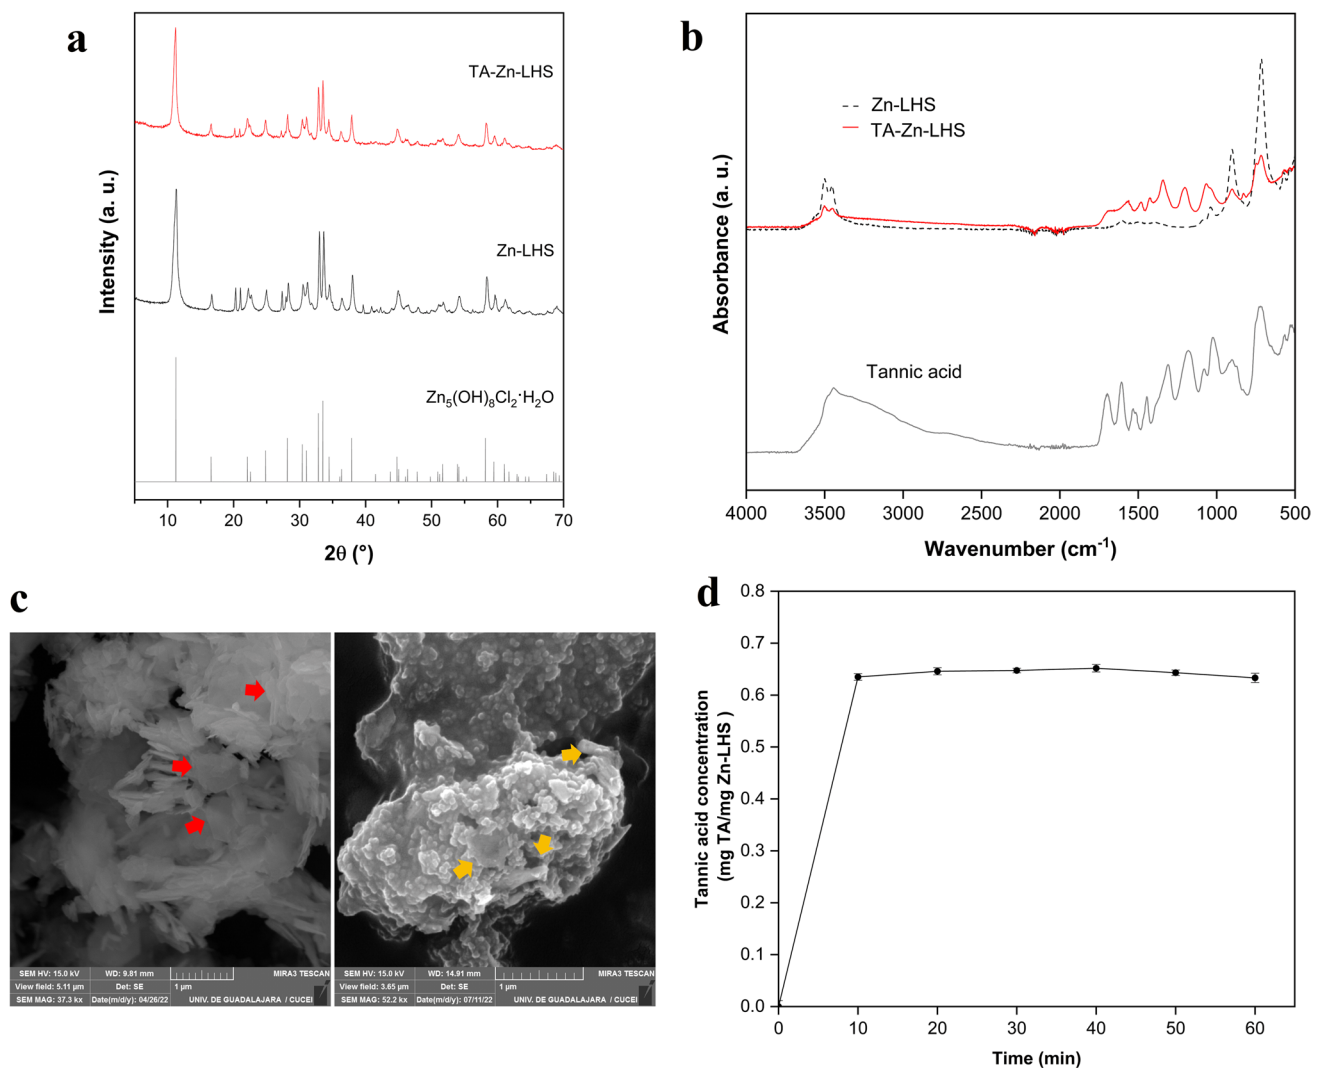 a
Intensity (a. u.)
TA-Zn-LHS
Zn-LHS
Zn₅(OH)₈Cl₂·H₂O
10 20 30 40 50 60 70
2θ (°)
b
Absorbance (a. u.)
Zn-LHS
TA-Zn-LHS
Tannic acid
4000 3500 3000 2500 2000 1500 1000 500
Wavenumber (cm⁻¹)
c
SEM HV: 15.0 kV WD: 9.81 mm MIRA3 TESCAN
View field: 5.11 µm Det: SE 1 µm
SEM MAG: 37.3 kx Date(m/d/y): 04/26/22 UNIV. DE GUADALAJARA / CUCEI
SEM HV: 15.0 kV WD: 14.91 mm MIRA3 TESCAN
View field: 3.65 µm Det: SE 1 µm
SEM MAG: 52.2 kx Date(m/d/y): 07/11/22 UNIV. DE GUADALAJARA / CUCEI
d
Tannic acid concentration
(mg TA/mg Zn-LHS )
0.8
0.7
0.6
0.5
0.4
0.3
0.2
0.1
0.0
0 10 20 30 40 50 60
Time (min)